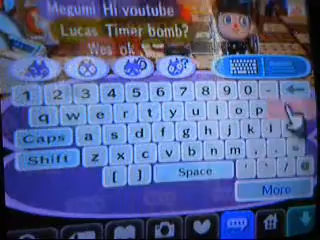 Megumi Hi youtube
Lucas Timer bomb?
Wes ok
1 2 3 4 5 6 7 8 9 0 -
q w e r t y u i o p
Caps a s d f g h j k l
Shift z x c v b n m , .
[ ] Space ' / @
More